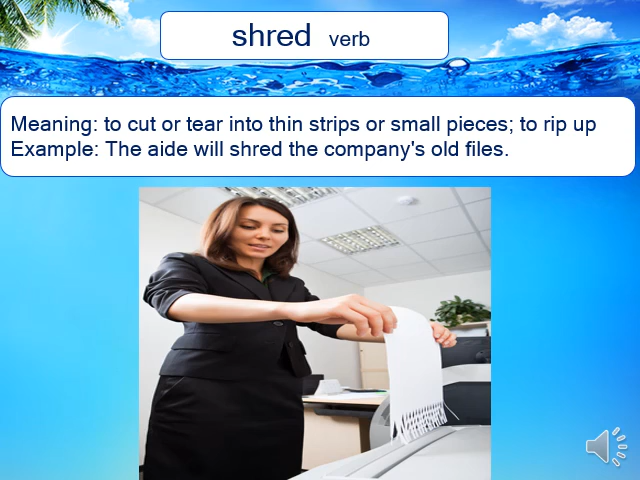 shred verb
Meaning: to cut or tear into thin strips or small pieces; to rip up
Example: The aide will shred the company's old files.